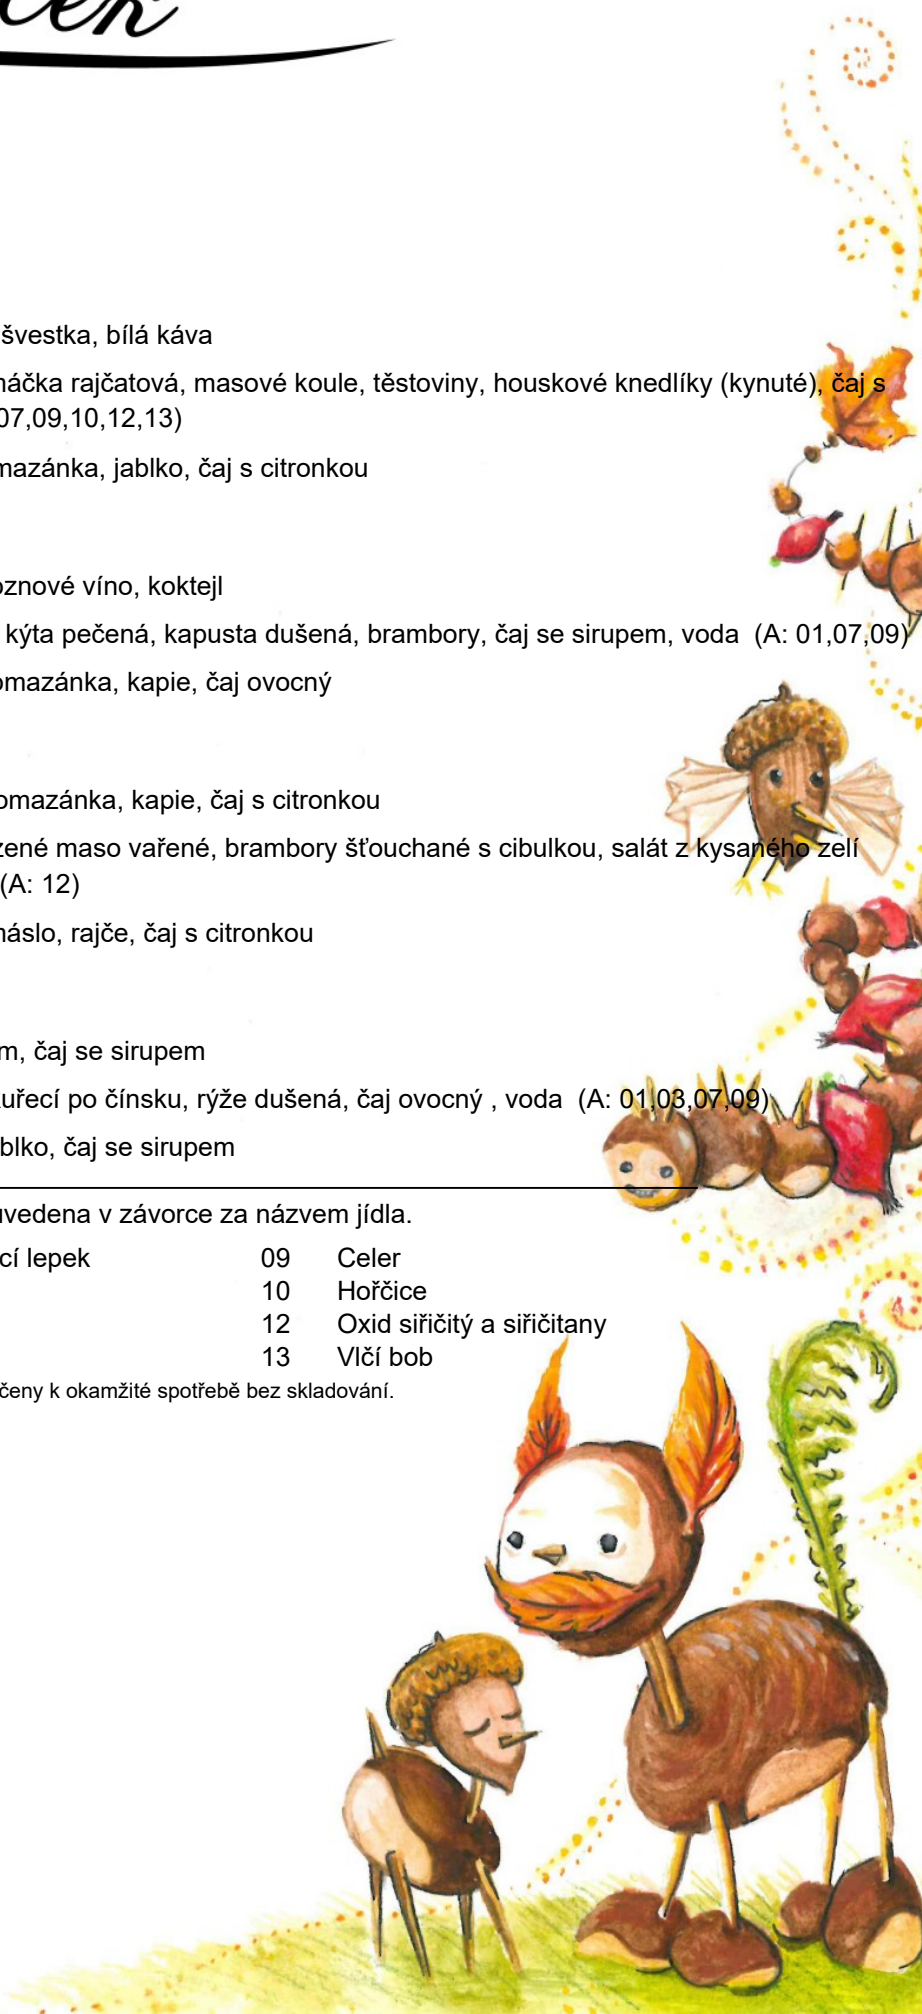 švestka, bílá káva
máčka rajčatová, masové koule, těstoviny, houskové knedlíky (kynuté), čaj s
07,09,10,12,13)
mazánka, jablko, čaj s citronkou
oznové víno, koktejl
kýta pečená, kapusta dušená, brambory, čaj se sirupem, voda (A: 01,07,09)
omazánka, kapie, čaj ovocný
omazánka, kapie, čaj s citronkou
zené maso vařené, brambory šťouchané s cibulkou, salát z kysaného zelí
(A: 12)
máslo, rajče, čaj s citronkou
m, čaj se sirupem
kuřecí po čínsku, rýže dušená, čaj ovocný , voda (A: 01,03,07,09)
blko, čaj se sirupem
uvedena v závorce za názvem jídla.
cí lepek 09 Celer
10 Hořčice
12 Oxid siřičitý a siřičitany
13 Vlčí bob
čeny k okamžité spotřebě bez skladování.